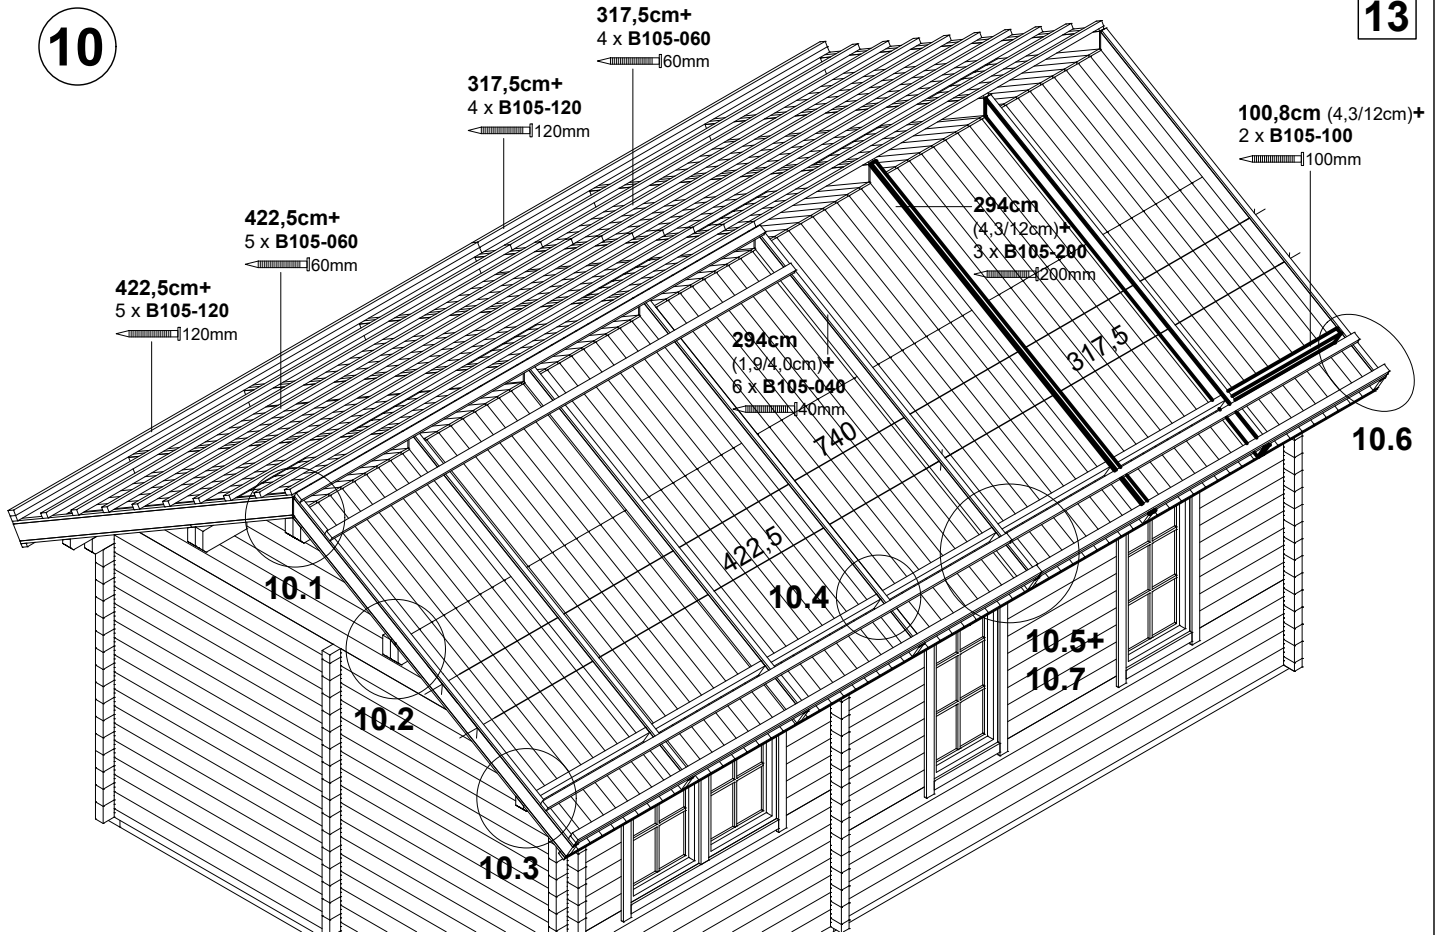 10
13
317,5cm+
4 x B105-060
60mm
317,5cm+
4 x B105-120
120mm
100,8cm (4,3/12cm)+
2 x B105-100
100mm
422,5cm+
5 x B105-060
60mm
294cm
(4,3/12cm)+
3 x B105-200
200mm
422,5cm+
5 x B105-120
120mm
294cm
(1,9/4,0cm)+
6 x B105-040
40mm
317,5
740
422,5
10.6
10.1
10.4
10.5+
10.7
10.2
10.3